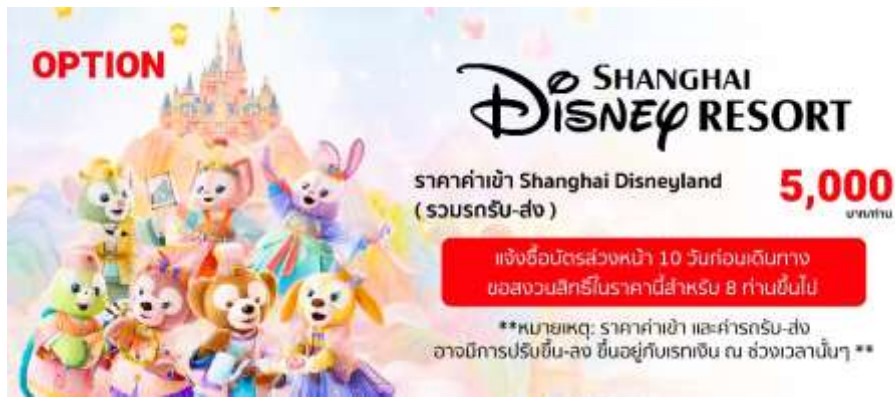 OPTION
SHANGHAI
DISNEY RESORT
ราคาค่าเข้า Shanghai Disneyland
( รวมรถรับ-ส่ง )
5,000
บาท/ท่าน
แจ้งซื้อบัตรล่วงหน้า 10 วันก่อนเดินทาง
ขอสงวนสิทธิ์ในราคานี้สำหรับ 8 ท่านขึ้นไป
**หมายเหตุ: ราคาค่าเข้า และค่ารถรับ-ส่ง
อาจมีการปรับขึ้น-ลง ขึ้นอยู่กับเรทเงิน ณ ช่วงเวลานั้นๆ **